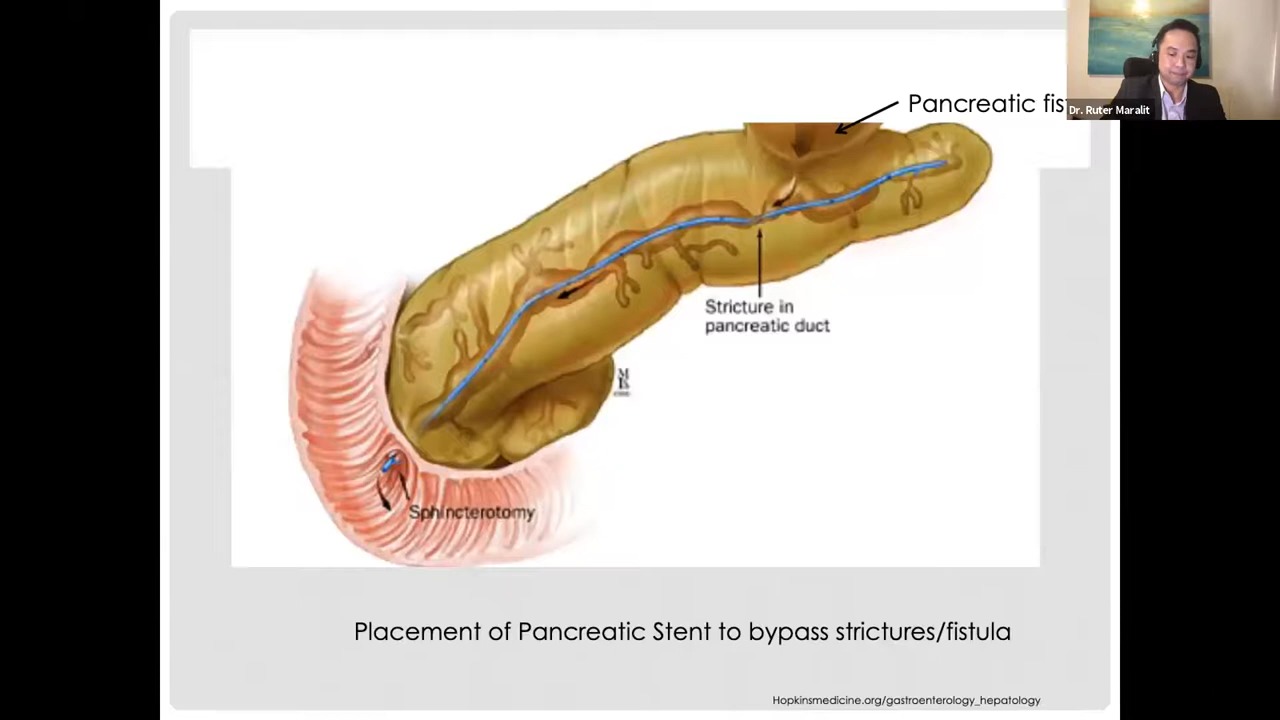 Pancreatic fis
Dr. Ruter Maralit
Stricture in
pancreatic duct
Sphincterotomy
Placement of Pancreatic Stent to bypass strictures/fistula
Hopkinsmedicine.org/gastroenterology_hepatology